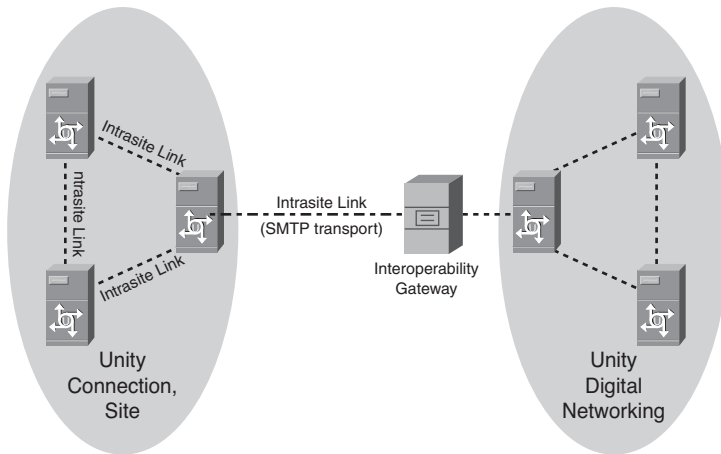 Intrasite Link
ntrasite Link
Intrasite Link
Intrasite Link
(SMTP transport)
Interoperability
Gateway
Unity
Connection,
Site
Unity
Digital
Networking